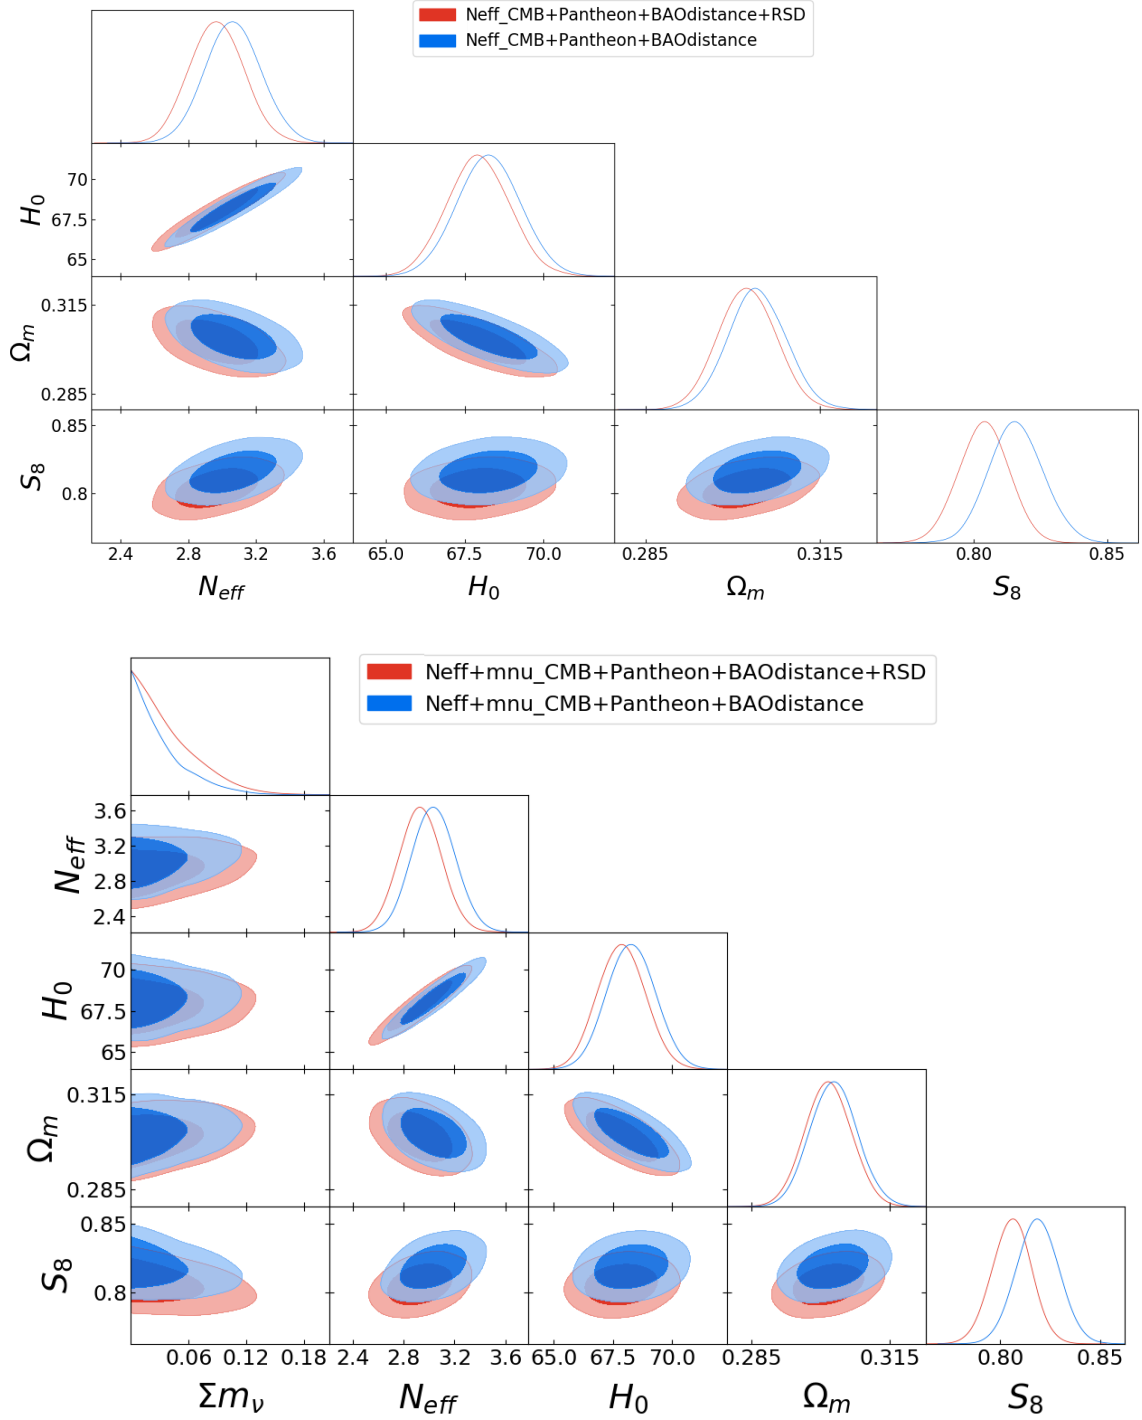 Neff_CMB+Pantheon+BAOdistance+RSD
Neff_CMB+Pantheon+BAOdistance
70
67.5
65
H₀
0.315
0.285
Ωₘ
0.85
0.8
S₈
2.4 2.8 3.2 3.6 65.0 67.5 70.0 0.285 0.315 0.80 0.85
N_eff H₀ Ωₘ S₈
Neff+mnu_CMB+Pantheon+BAOdistance+RSD
Neff+mnu_CMB+Pantheon+BAOdistance
3.6
3.2
2.8
2.4
N_eff
70
67.5
65
H₀
0.315
0.285
Ωₘ
0.85
0.8
S₈
0.06 0.12 0.18 2.4 2.8 3.2 3.6 65.0 67.5 70.0 0.285 0.315 0.80 0.85
Σm_ν N_eff H₀ Ωₘ S₈